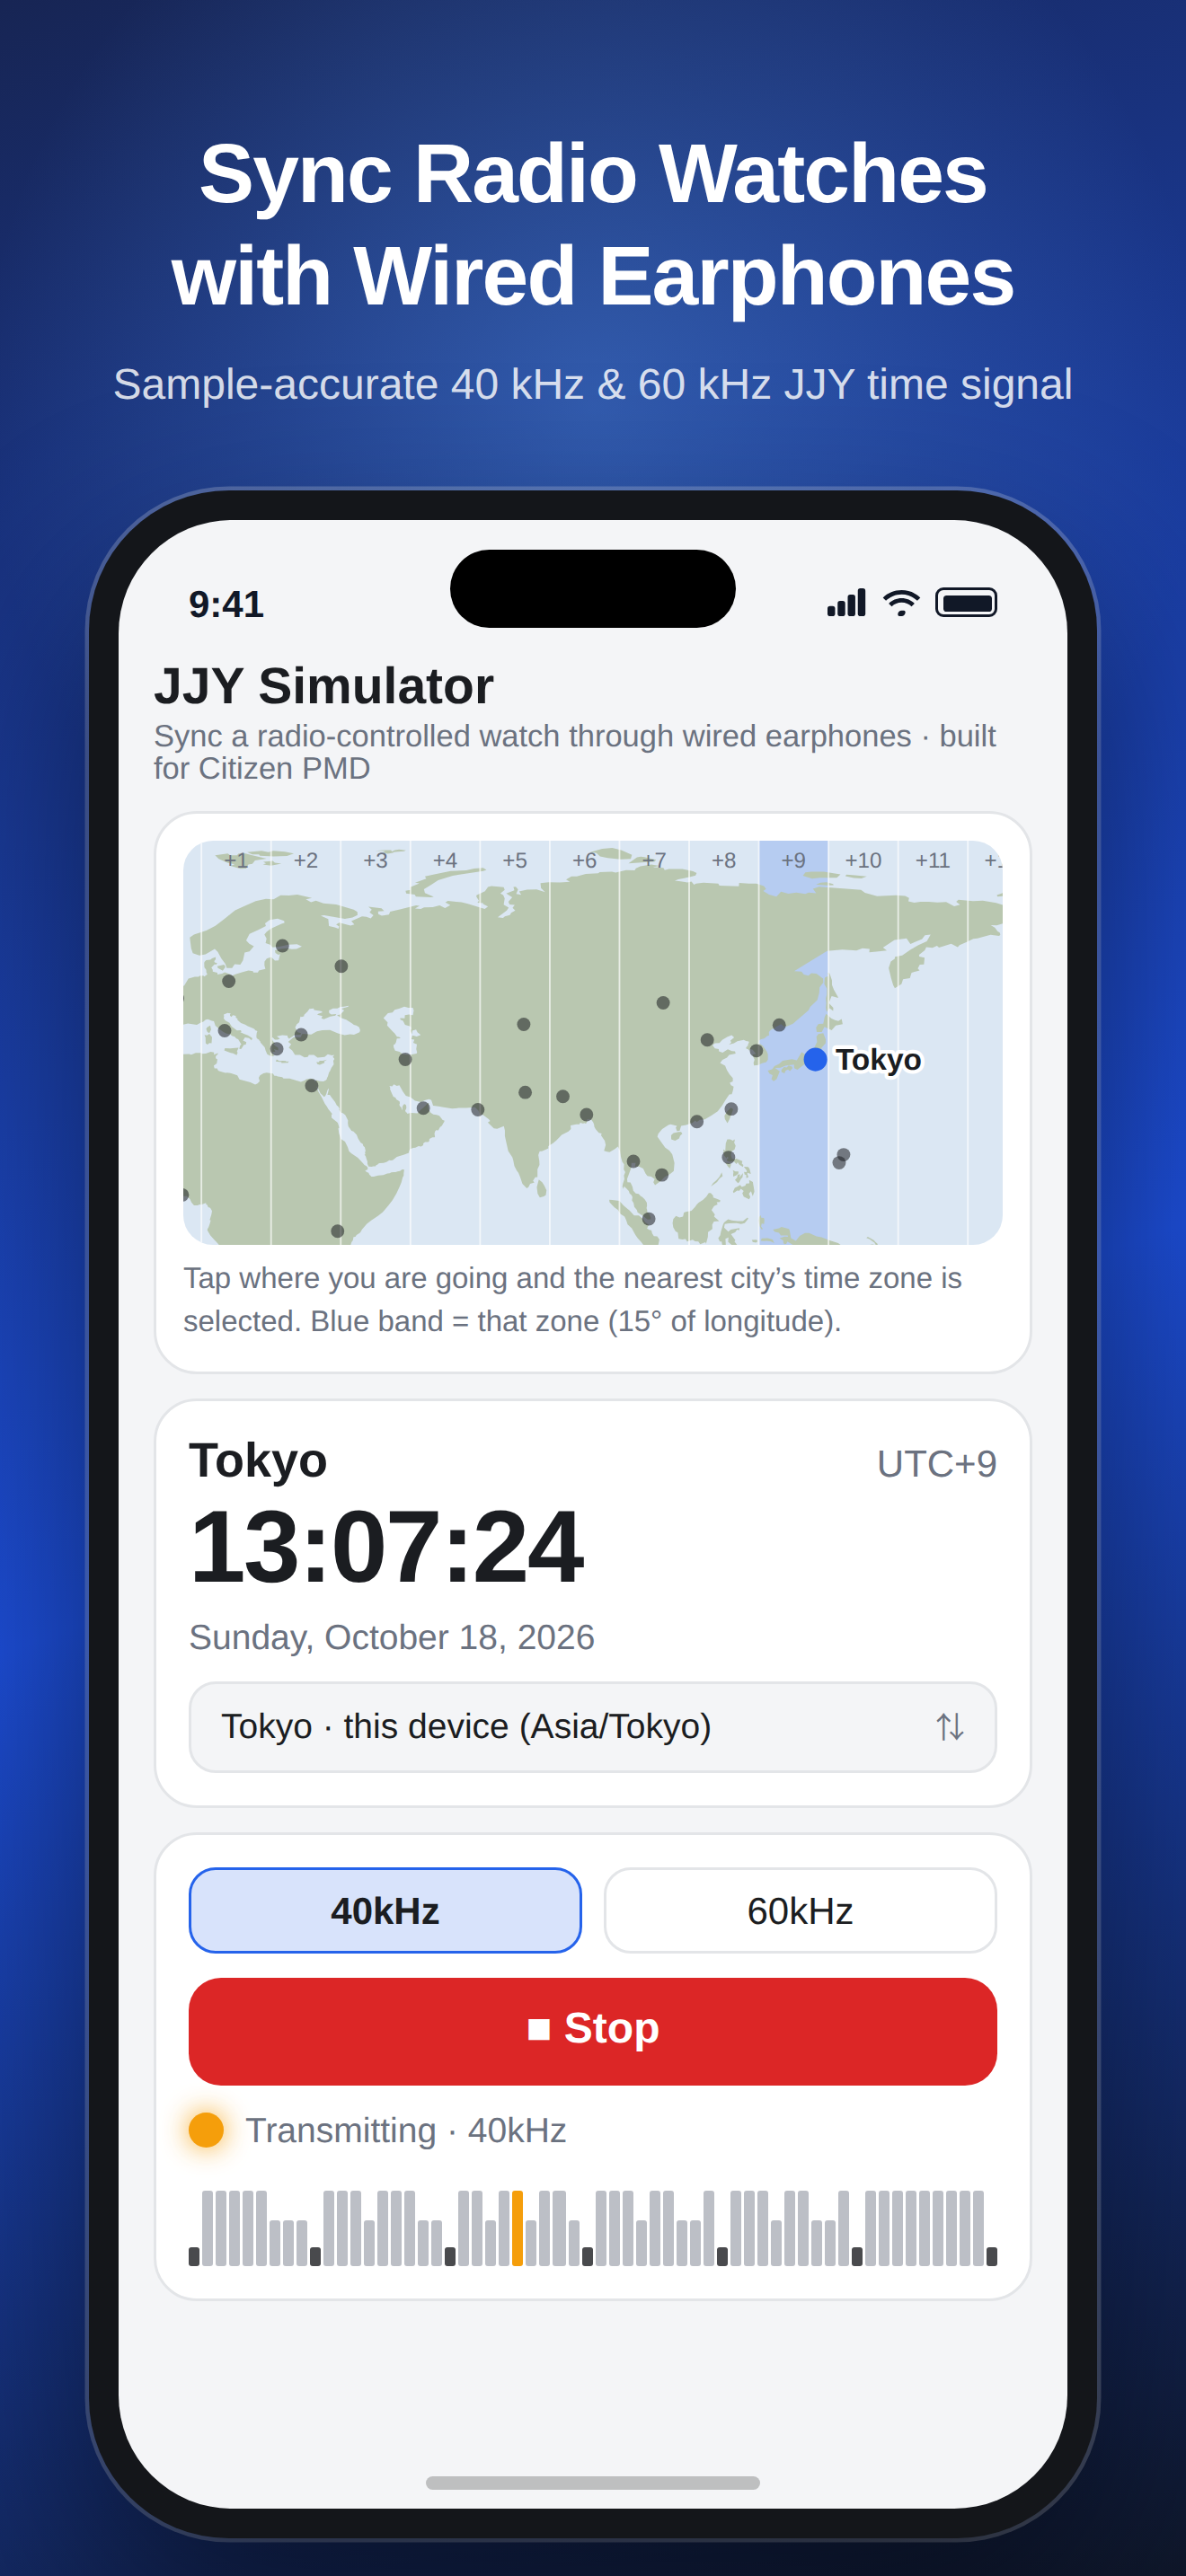 Sync Radio Watches
with Wired Earphones
Sample-accurate 40 kHz & 60 kHz JJY time signal
9:41
JJY Simulator
Sync a radio-controlled watch through wired earphones · built
for Citizen PMD
+1 +2 +3 +4 +5 +6 +7 +8 +9 +10 +11
Tokyo
Tap where you are going and the nearest city’s time zone is
selected. Blue band = that zone (15° of longitude).
Tokyo UTC+9
13:07:24
Sunday, October 18, 2026
Tokyo · this device (Asia/Tokyo)
40kHz 60kHz
■ Stop
Transmitting · 40kHz